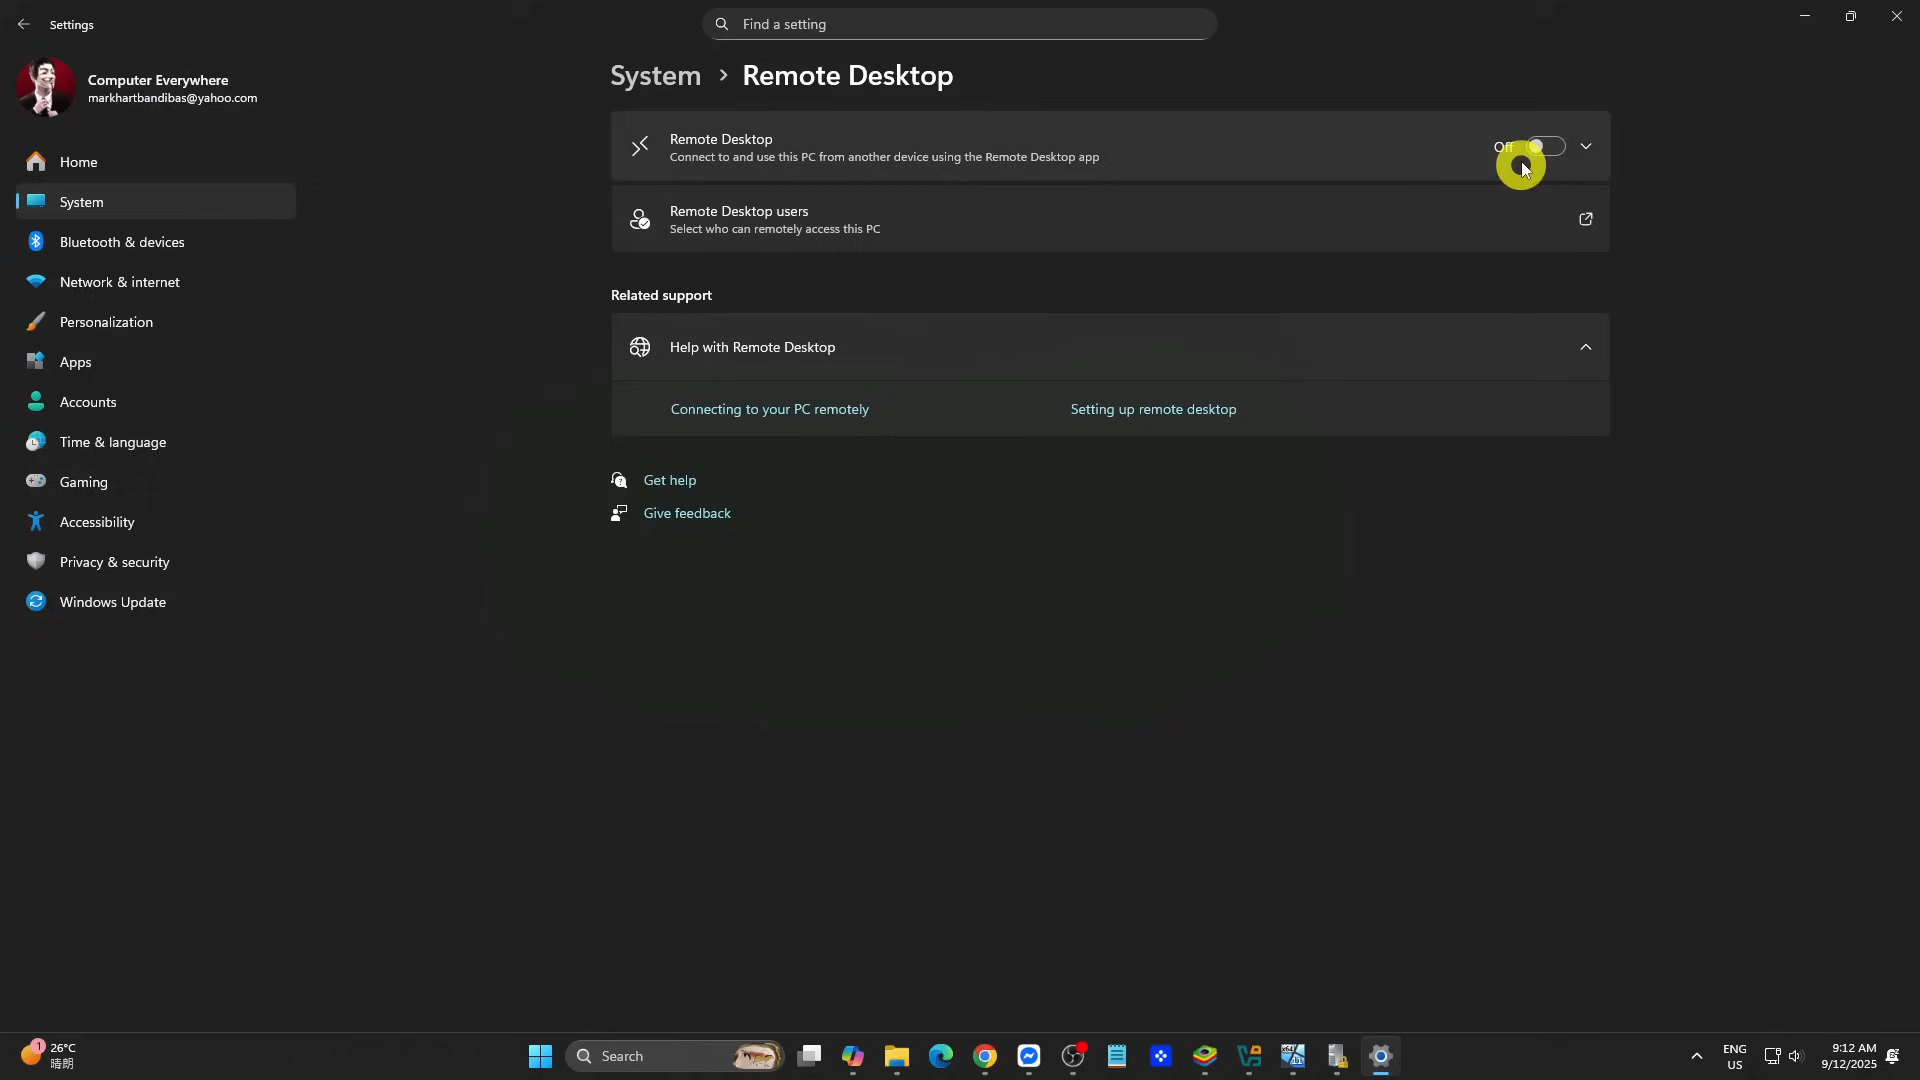 Settings
Find a setting
Computer Everywhere
markhartbandibas@yahoo.com
Home
System
Bluetooth & devices
Network & internet
Personalization
Apps
Accounts
Time & language
Gaming
Accessibility
Privacy & security
Windows Update
System > Remote Desktop
Remote Desktop
Connect to and use this PC from another device using the Remote Desktop app
Off
Remote Desktop users
Select who can remotely access this PC
Related support
Help with Remote Desktop
Connecting to your PC remotely
Setting up remote desktop
Get help
Give feedback
1
26°C
晴朗
Search
ENG
US
9:12 AM
9/12/2025